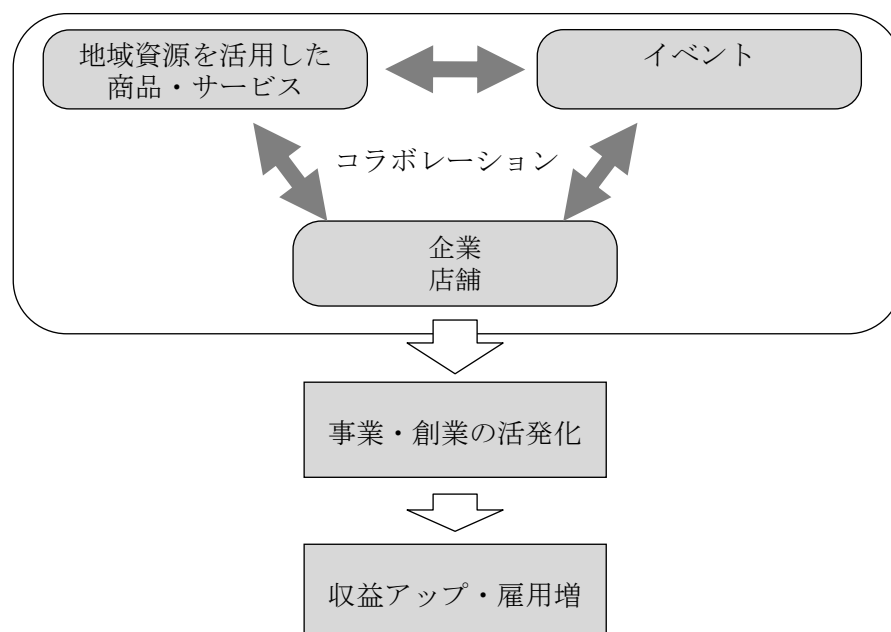 地域資源を活用した
商品・サービス
イベント
コラボレーション
企業
店舗
事業・創業の活発化
収益アップ・雇用増